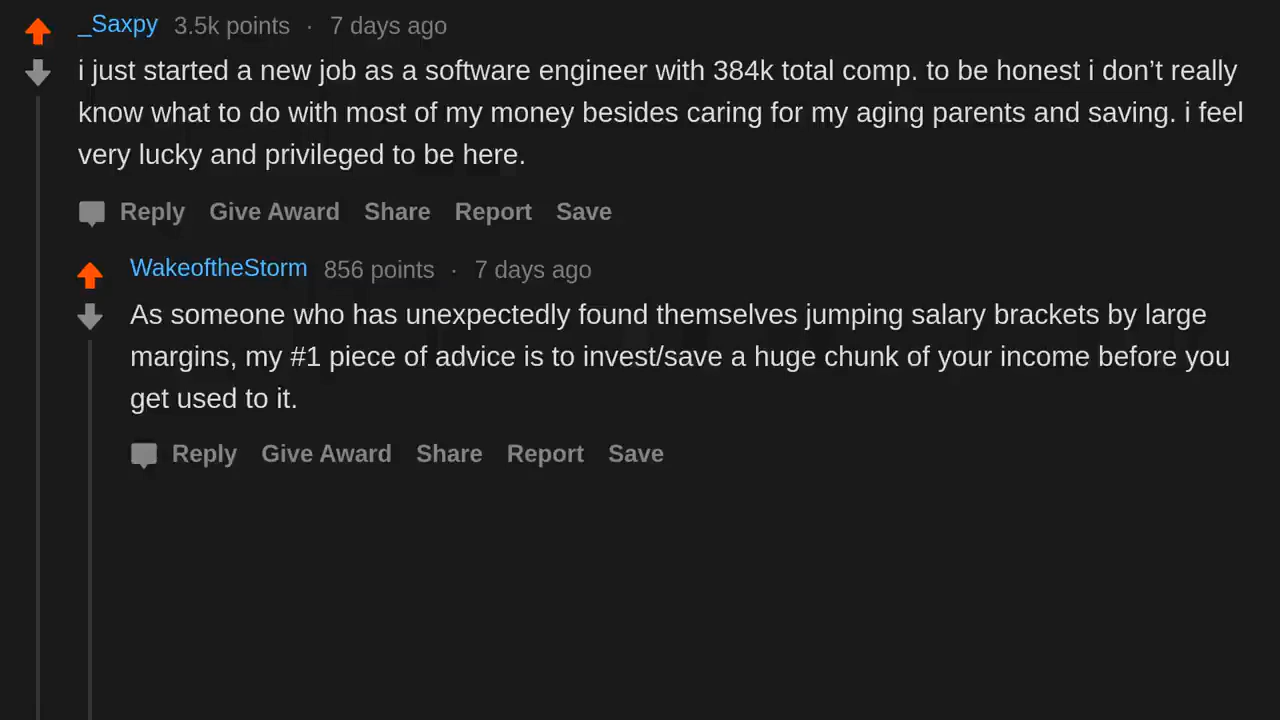 _Saxpy 3.5k points · 7 days ago
i just started a new job as a software engineer with 384k total comp. to be honest i don’t really
know what to do with most of my money besides caring for my aging parents and saving. i feel
very lucky and privileged to be here.
Reply Give Award Share Report Save
WakeoftheStorm 856 points · 7 days ago
As someone who has unexpectedly found themselves jumping salary brackets by large
margins, my #1 piece of advice is to invest/save a huge chunk of your income before you
get used to it.
Reply Give Award Share Report Save